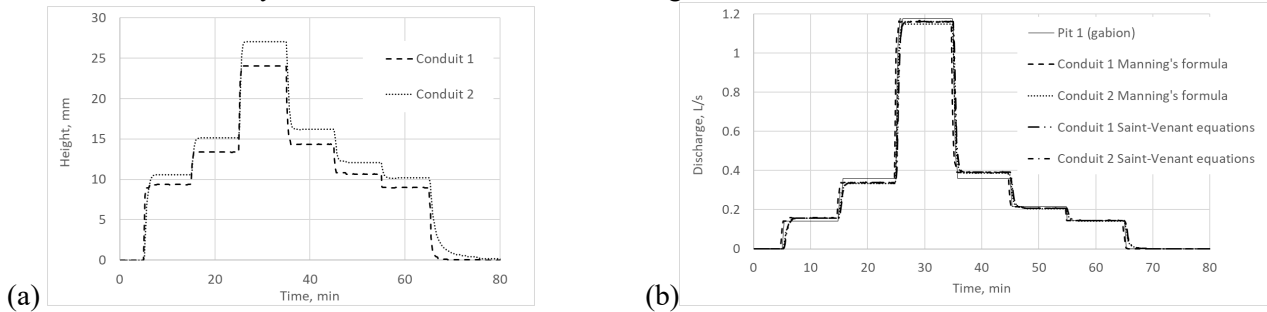 30
25
20
15
10
5
0
0 20 40 60 80
Height, mm
Time, min
Conduit 1
Conduit 2
(a)
1.2
1
0.8
0.6
0.4
0.2
0
0 10 20 30 40 50 60 70 80
Discharge, L/s
Time, min
Pit 1 (gabion)
Conduit 1 Manning's formula
Conduit 2 Manning's formula
Conduit 1 Saint-Venant equations
Conduit 2 Saint-Venant equations
(b)